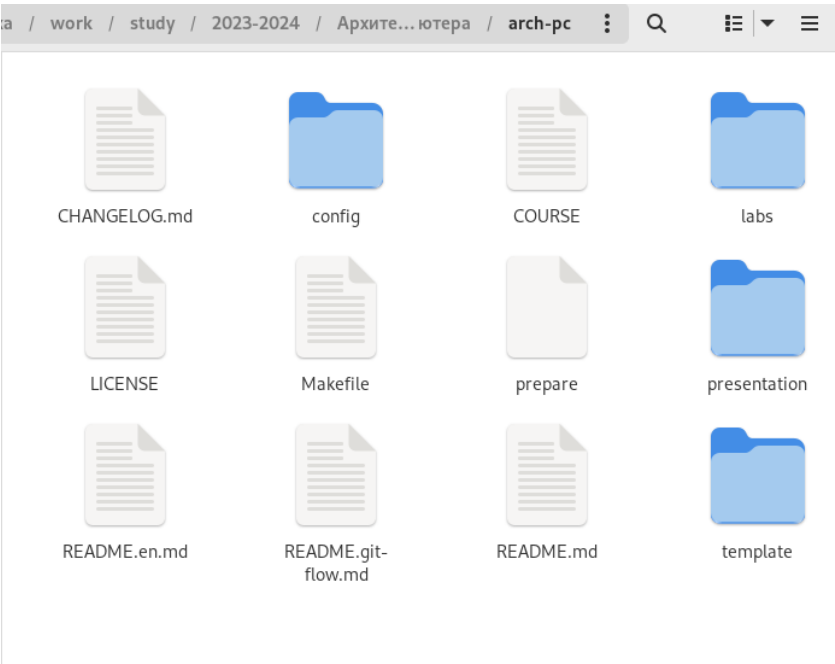 ка / work / study / 2023-2024 / Архите…ютера / arch-pc
CHANGELOG.md
config
COURSE
labs
LICENSE
Makefile
prepare
presentation
README.en.md
README.git-
flow.md
README.md
template